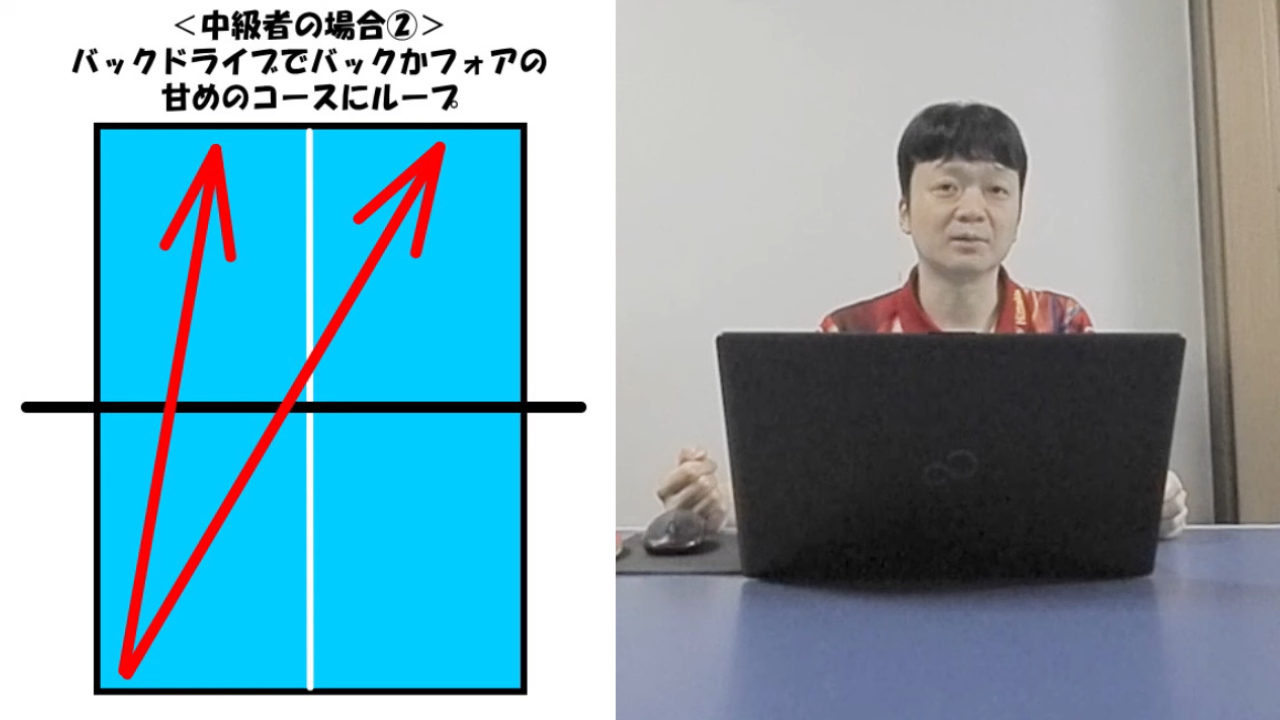 ＜中級者の場合②＞
バックドライブでバックかフォアの
甘めのコースにループ